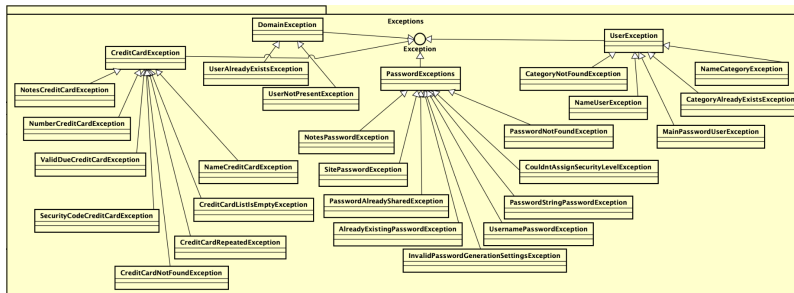 Exceptions
DomainException
Exception
UserException
CreditCardException
UserAlreadyExistsException
PasswordExceptions
CategoryNotFoundException
NameCategoryException
NotesCreditCardException
UserNotPresentException
NameUserException
CategoryAlreadyExistsException
NumberCreditCardException
NotesPasswordException
PasswordNotFoundException
MainPasswordUserException
ValidDueCreditCardException
NameCreditCardException
SitePasswordException
CouldntAssignSecurityLevelException
CreditCardListIsEmptyException
PasswordAlreadySharedException
PasswordStringPasswordException
SecurityCodeCreditCardException
CreditCardRepeatedException
AlreadyExistingPasswordException
UsernamePasswordException
InvalidPasswordGenerationSettingsException
CreditCardNotFoundException